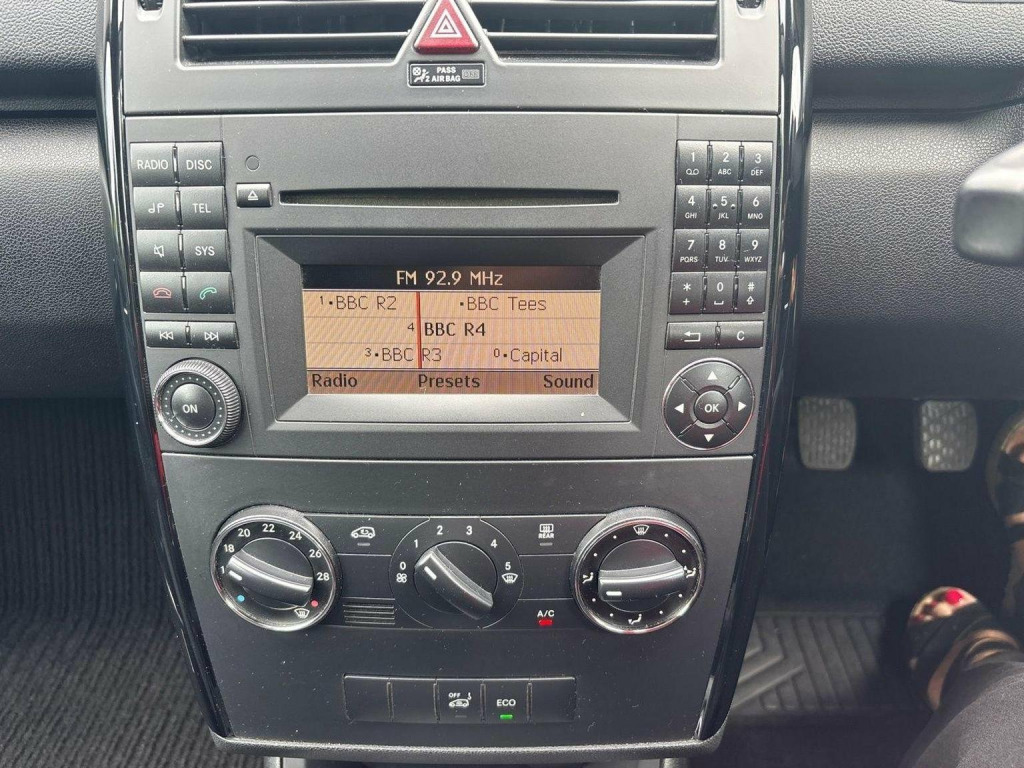 PASS
2 AIR BAG OFF
RADIO DISC
TEL
SYS
1 2 ABC 3 DEF
4 GHI 5 JKL 6 MNO
7 PQRS 8 TUV 9 WXYZ
* + 0 #
C
FM 92.9 MHz
1 •BBC R2 •BBC Tees
4 BBC R4
3 •BBC R3 0 •Capital
Radio Presets Sound
ON
OK
18 20 22 24 26 28
0 1 2 3 4 5
REAR
A/C
OFF
ECO